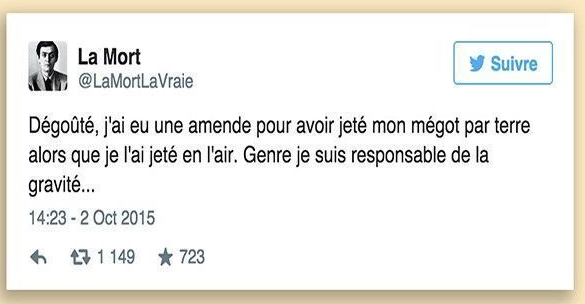 La Mort
@LaMortLaVraie
Suivre
Dégoûté, j'ai eu une amende pour avoir jeté mon mégot par terre
alors que je l'ai jeté en l'air. Genre je suis responsable de la
gravité...
14:23 - 2 Oct 2015
1 149 723